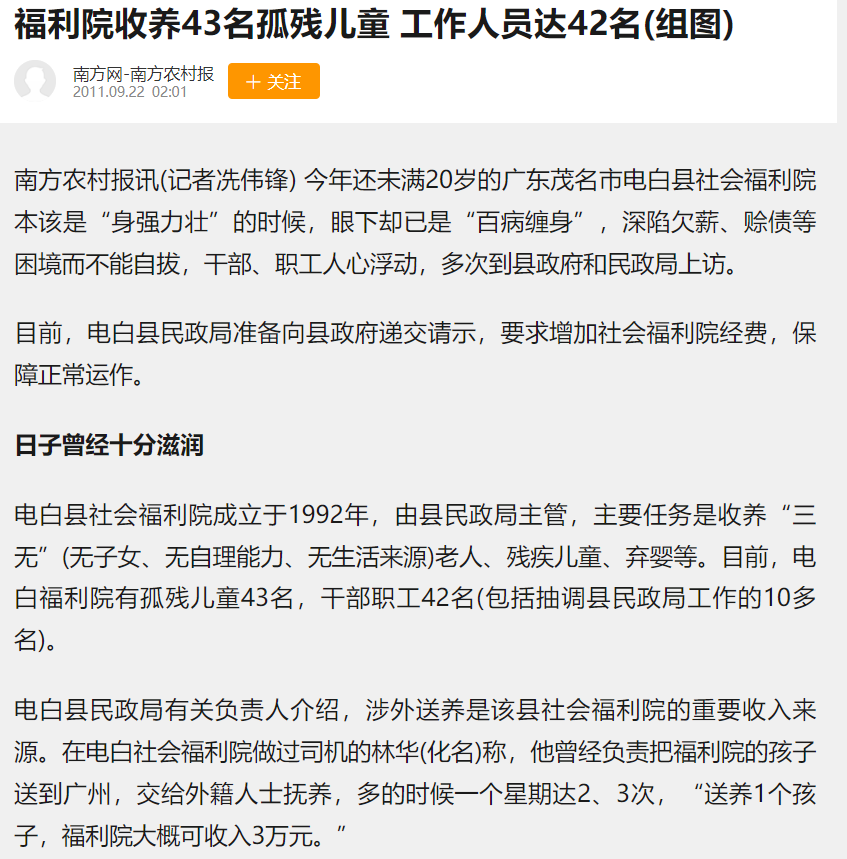 福利院收养43名孤残儿童 工作人员达42名(组图)
南方网-南方农村报
2011.09.22 02:01
＋ 关注
南方农村报讯(记者冼伟锋) 今年还未满20岁的广东茂名市电白县社会福利院
本该是“身强力壮”的时候，眼下却已是“百病缠身”，深陷欠薪、赊债等
困境而不能自拔，干部、职工人心浮动，多次到县政府和民政局上访。
目前，电白县民政局准备向县政府递交请示，要求增加社会福利院经费，保
障正常运作。
日子曾经十分滋润
电白县社会福利院成立于1992年，由县民政局主管，主要任务是收养“三
无”(无子女、无自理能力、无生活来源)老人、残疾儿童、弃婴等。目前，电
白福利院有孤残儿童43名，干部职工42名(包括抽调县民政局工作的10多
名)。
电白县民政局有关负责人介绍，涉外送养是该县社会福利院的重要收入来
源。在电白社会福利院做过司机的林华(化名)称，他曾经负责把福利院的孩子
送到广州，交给外籍人士抚养，多的时候一个星期达2、3次，“送养1个孩
子，福利院大概可收入3万元。”